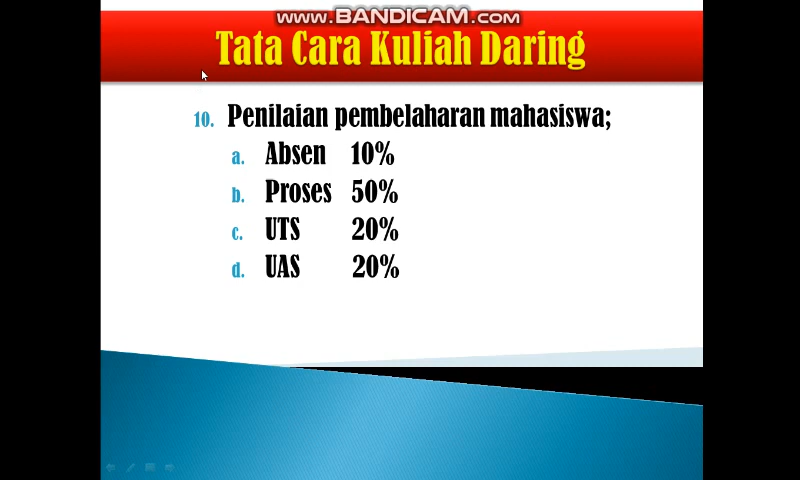 www.BANDICAM.com
Tata Cara Kuliah Daring
10. Penilaian pembelaharan mahasiswa;
a. Absen 10%
b. Proses 50%
c. UTS 20%
d. UAS 20%